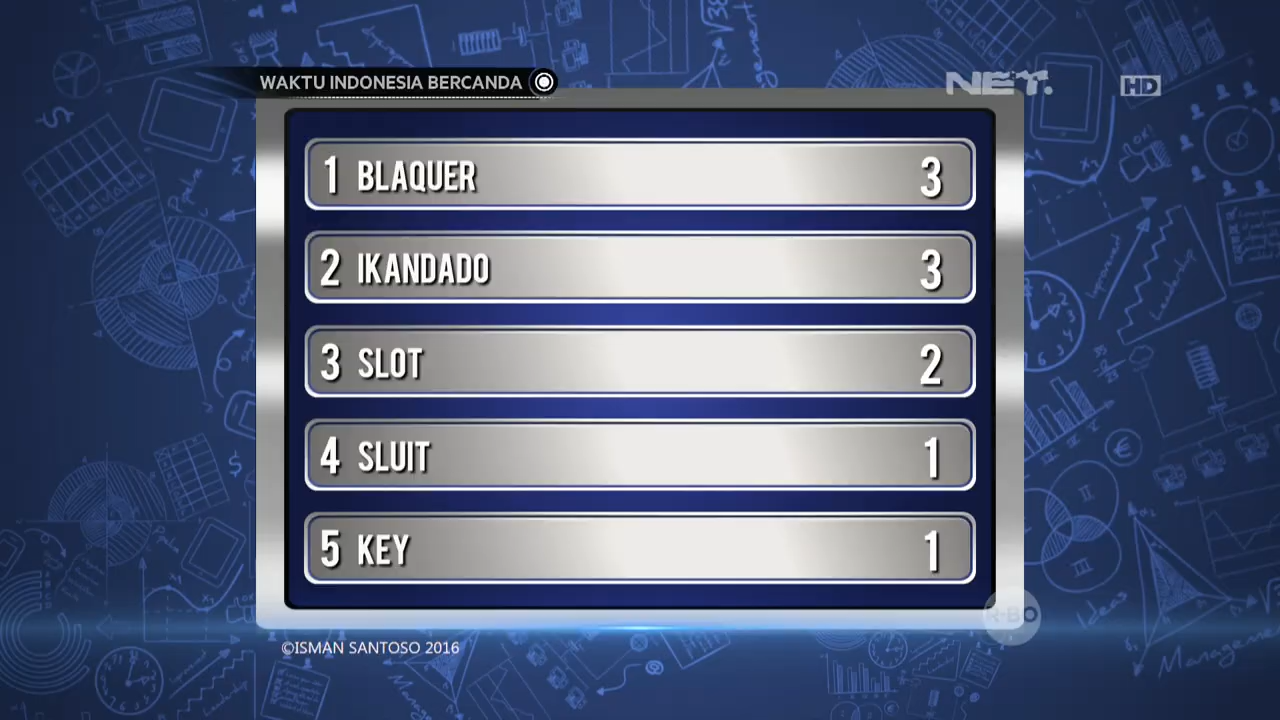 WAKTU INDONESIA BERCANDA
NET.
HD
1 BLAQUER 3
2 IKANDADO 3
3 SLOT 2
4 SLUIT 1
5 KEY 1
©ISMAN SANTOSO 2016